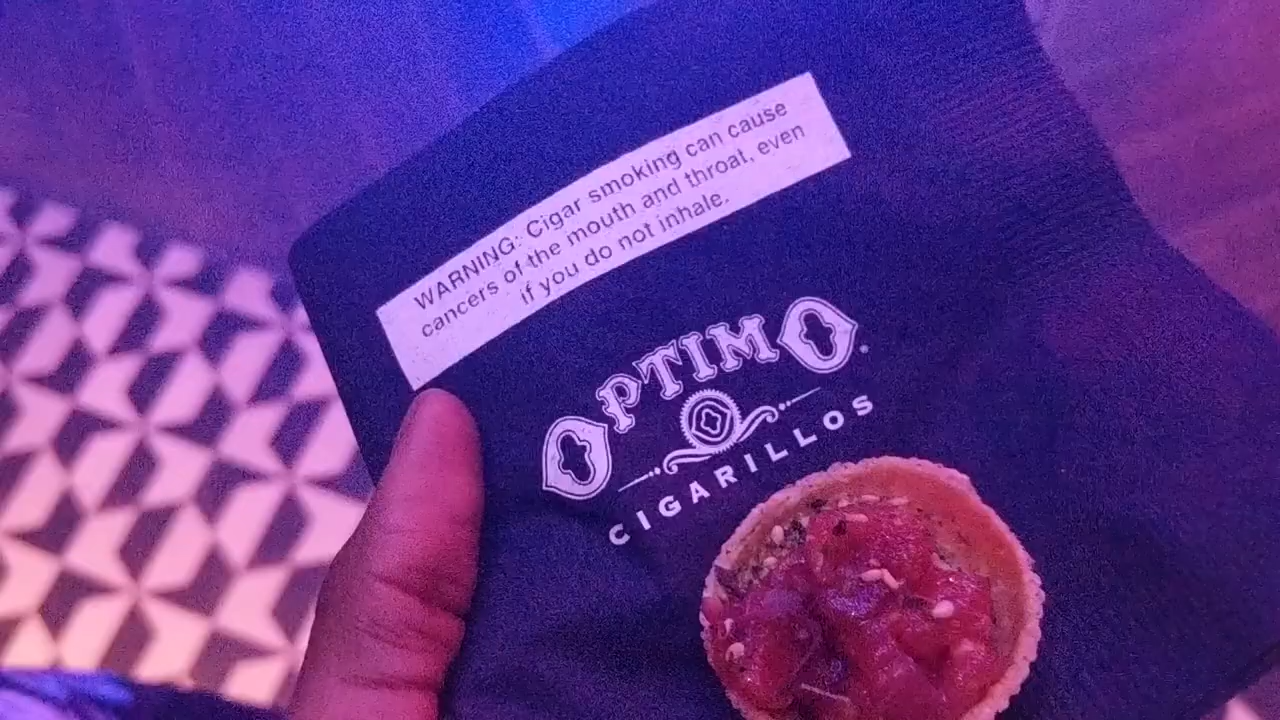 WARNING: Cigar smoking can cause
cancers of the mouth and throat, even
if you do not inhale.
OPTIMO
CIGARILLOS